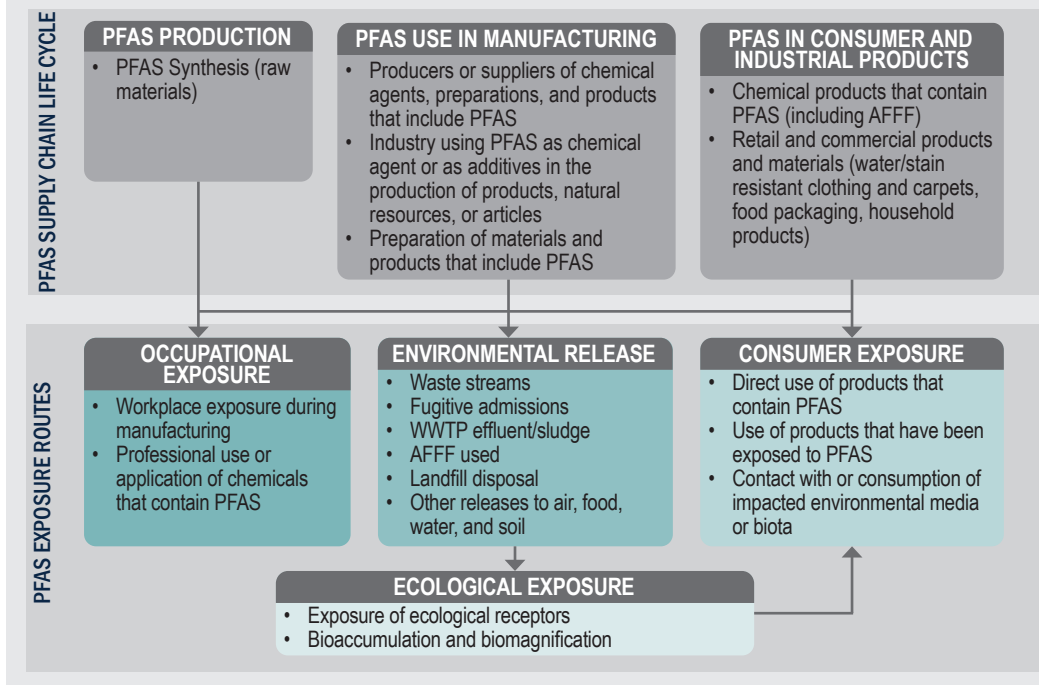 PFAS SUPPLY CHAIN LIFE CYCLE
PFAS PRODUCTION
• PFAS Synthesis (raw
materials)
PFAS USE IN MANUFACTURING
• Producers or suppliers of chemical
agents, preparations, and products
that include PFAS
• Industry using PFAS as chemical
agent or as additives in the
production of products, natural
resources, or articles
• Preparation of materials and
products that include PFAS
PFAS IN CONSUMER AND
INDUSTRIAL PRODUCTS
• Chemical products that contain
PFAS (including AFFF)
• Retail and commercial products
and materials (water/stain
resistant clothing and carpets,
food packaging, household
products)
PFAS EXPOSURE ROUTES
OCCUPATIONAL
EXPOSURE
• Workplace exposure during
manufacturing
• Professional use or
application of chemicals
that contain PFAS
ENVIRONMENTAL RELEASE
• Waste streams
• Fugitive admissions
• WWTP effluent/sludge
• AFFF used
• Landfill disposal
• Other releases to air, food,
water, and soil
CONSUMER EXPOSURE
• Direct use of products that
contain PFAS
• Use of products that have been
exposed to PFAS
• Contact with or consumption of
impacted environmental media
or biota
ECOLOGICAL EXPOSURE
• Exposure of ecological receptors
• Bioaccumulation and biomagnification